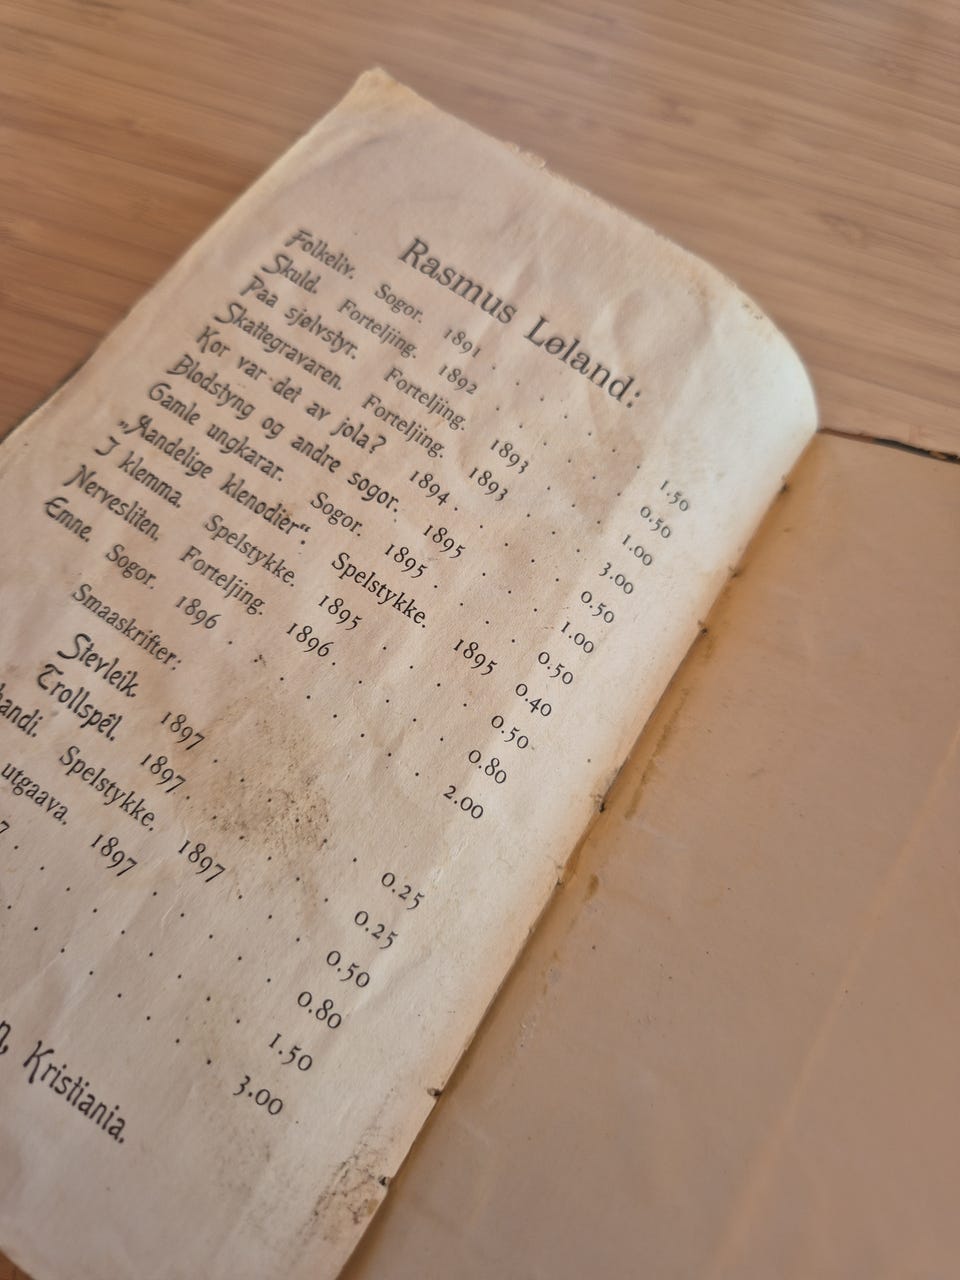 Rasmus Løland:
Folkeliv. Sogor. 1891 . . . . . 1.50
Skuld. Forteljing. 1892 . . . . . 0.50
Paa sjølvstyr. Forteljing. 1893 . . . 1.00
Skattegravaren. Forteljing. 1893 . . . 3.00
Kor var det av jola? 1894 . . . . 0.50
Blodstyng og andre sogor. 1895 . . . 1.00
Gamle ungkarar. Sogor. 1895 . . . . 0.50
„Aandelige klenodier“. Spelstykke. 1895 0.40
I klemma. Spelstykke. 1895 . . . . 0.50
Nervesliten. Forteljing. 1896 . . . . 0.80
Emne. Sogor. 1896 . . . . . 2.00
Smaaskrifter:
Stevleik. 1897 . . . . 0.25
Trollspêl. 1897 . . . . 0.25
andi. Spelstykke. 1897 . . . 0.50
utgaava. 1897 . . . . 0.80
7 . . . . . 1.50
. . . . . 3.00
n, Kristiania.